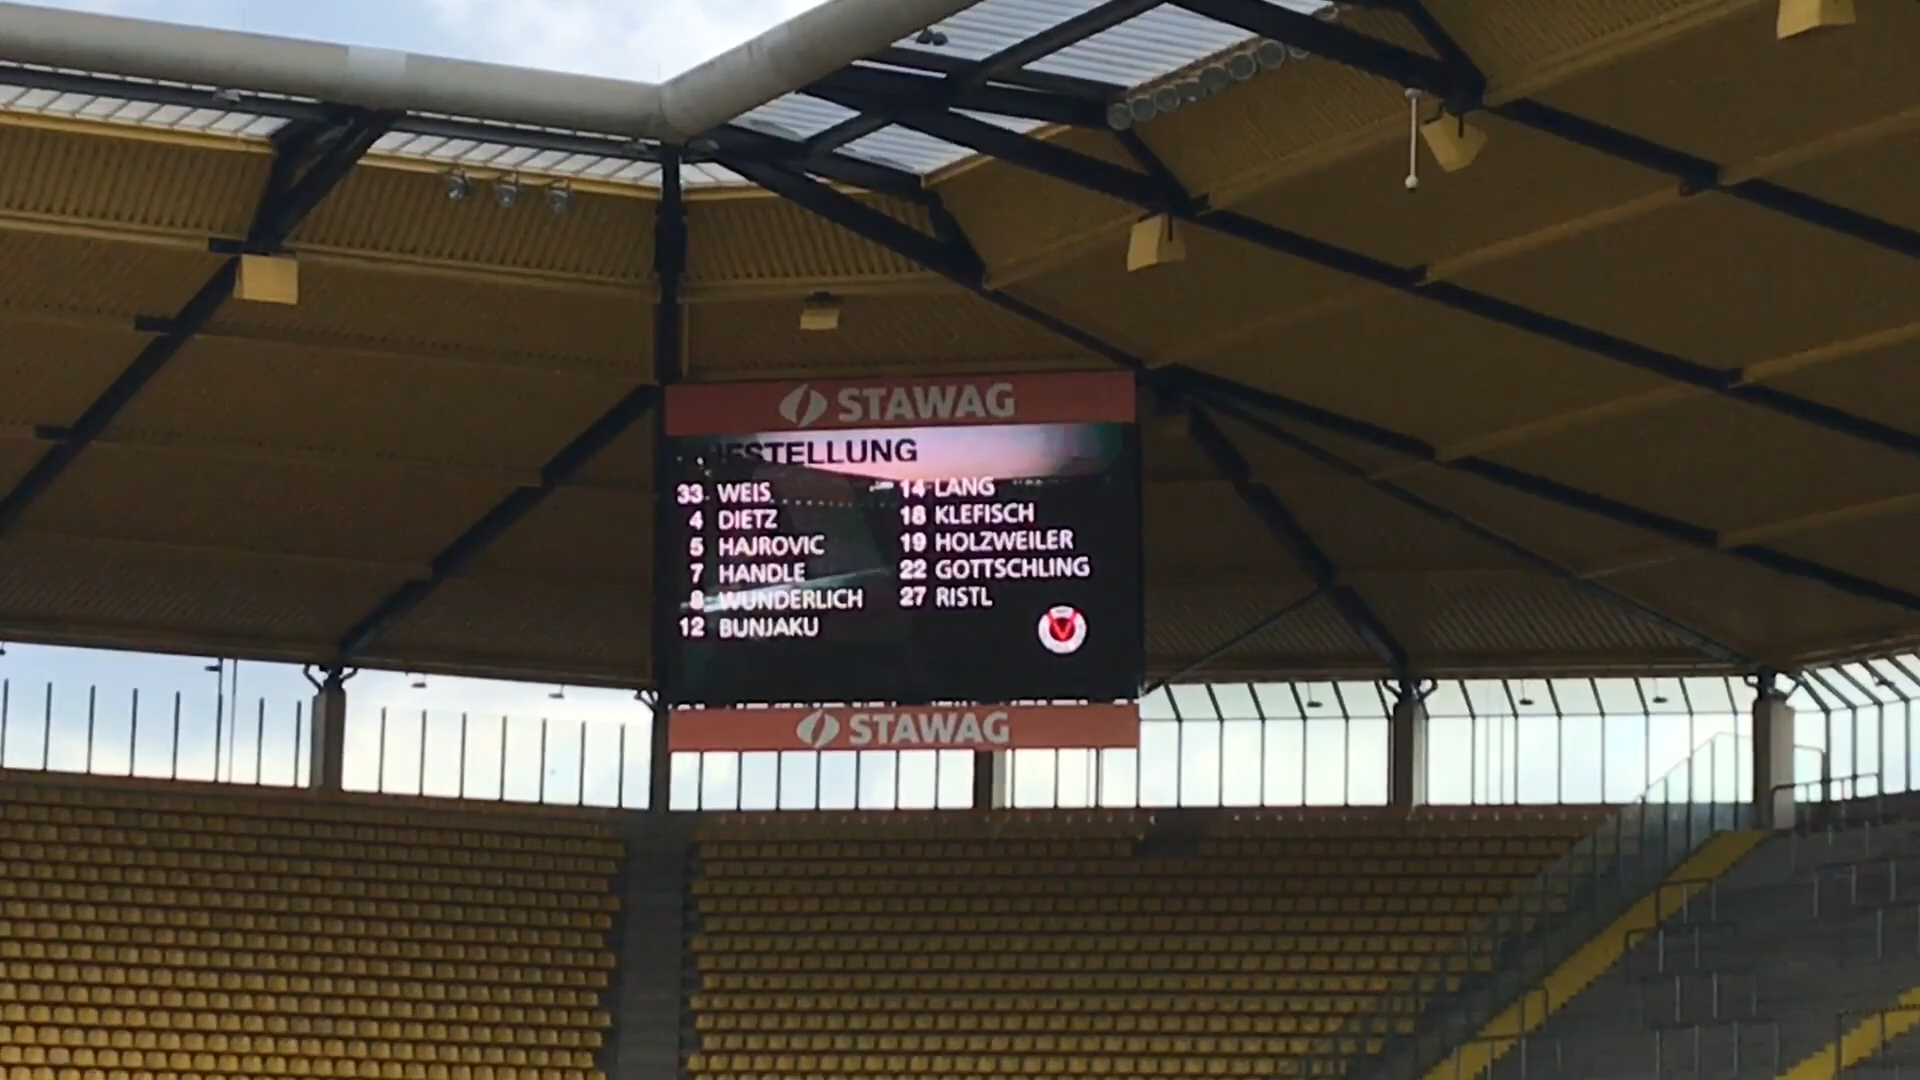 STAWAG
33 WEIS
4 DIETZ
5 HAJROVIC
7 HANDLE
8 WUNDERLICH
12 BUNJAKU
14 LANG
18 KLEFISCH
19 HOLZWEILER
22 GOTTSCHLING
27 RISTL
STAWAG